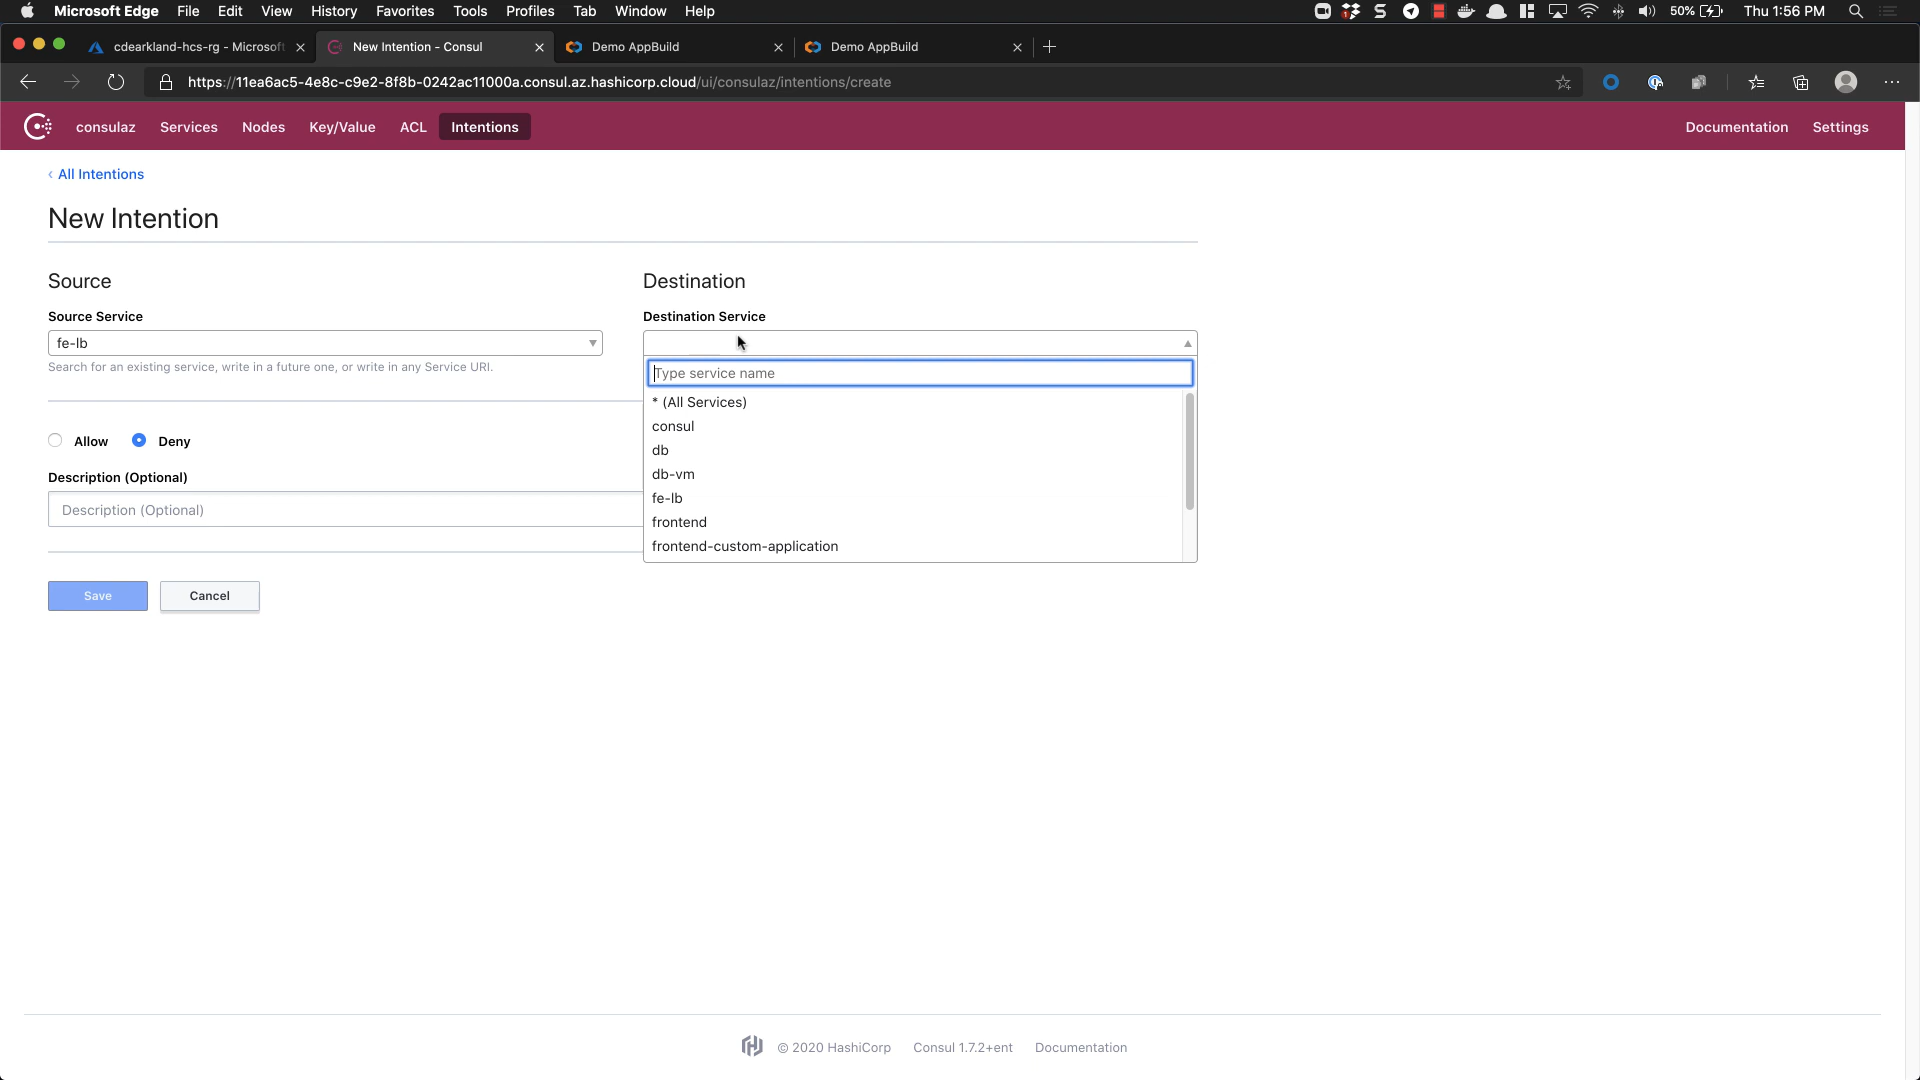 Microsoft Edge File Edit View History Favorites Tools Profiles Tab Window Help 50% Thu 1:56 PM
cdearkland-hcs-rg - Microsoft New Intention - Consul Demo AppBuild Demo AppBuild
https://11ea6ac5-4e8c-c9e2-8f8b-0242ac11000a.consul.az.hashicorp.cloud/ui/consulaz/intentions/create
consulaz Services Nodes Key/Value ACL Intentions Documentation Settings
‹ All Intentions
New Intention
Source
Source Service
fe-lb
Search for an existing service, write in a future one, or write in any Service URI.
Destination
Destination Service
Type service name
* (All Services)
consul
db
db-vm
fe-lb
frontend
frontend-custom-application
Allow Deny
Description (Optional)
Description (Optional)
Save Cancel
© 2020 HashiCorp Consul 1.7.2+ent Documentation